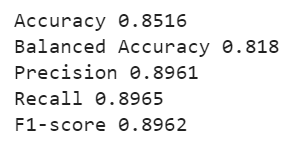 Accuracy 0.8516
Balanced Accuracy 0.818
Precision 0.8961
Recall 0.8965
F1-score 0.8962